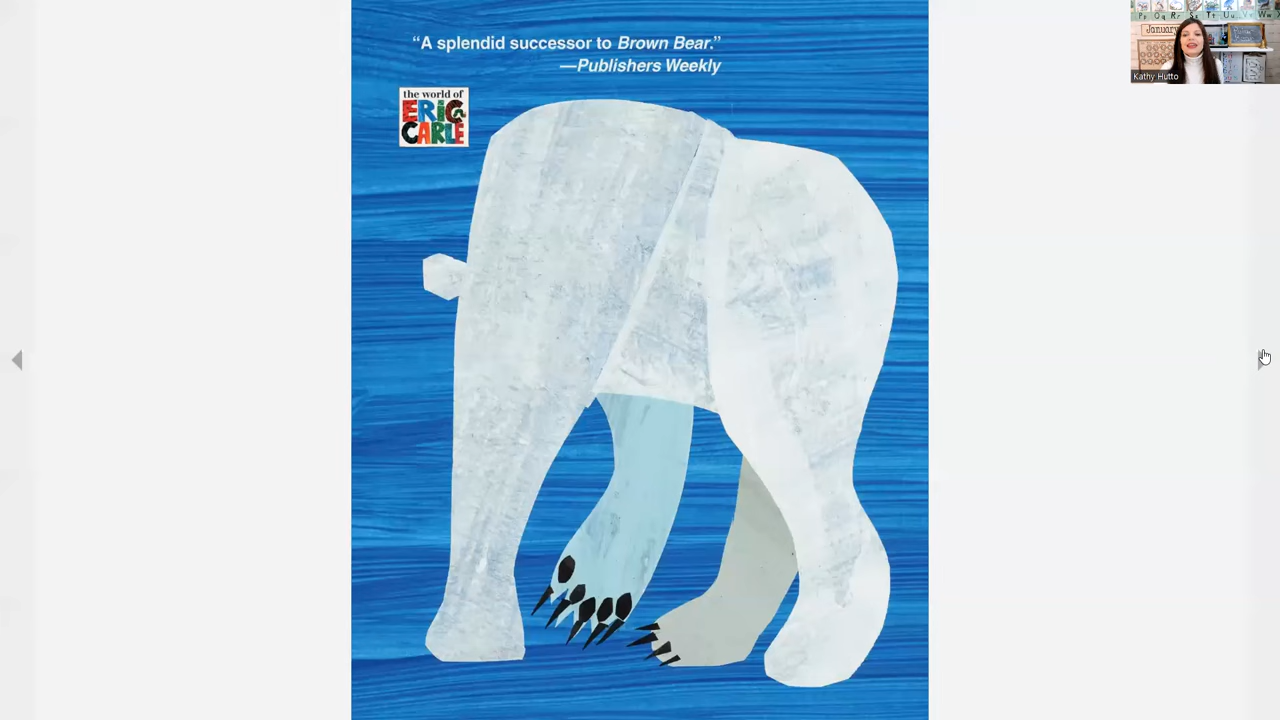 “A splendid successor to Brown Bear.”
—Publishers Weekly
the world of
ERIC
CARLE
January
Kathy Hutto